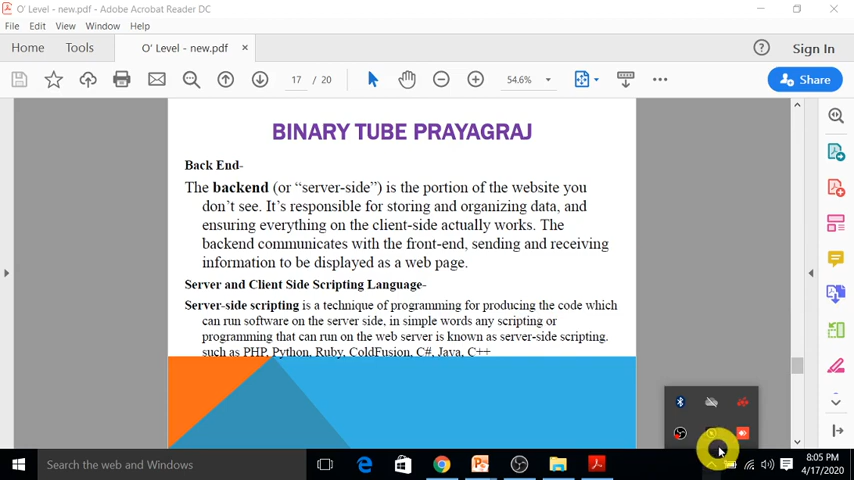 O' Level - new.pdf - Adobe Acrobat Reader DC
File Edit View Window Help
Home Tools O' Level - new.pdf × Sign In
17 / 20 54.6% Share
BINARY TUBE PRAYAGRAJ
Back End-
The backend (or “server-side”) is the portion of the website you
don’t see. It’s responsible for storing and organizing data, and
ensuring everything on the client-side actually works. The
backend communicates with the front-end, sending and receiving
information to be displayed as a web page.
Server and Client Side Scripting Language-
Server-side scripting is a technique of programming for producing the code which
can run software on the server side, in simple words any scripting or
programming that can run on the web server is known as server-side scripting.
such as PHP, Python, Ruby, ColdFusion, C#, Java, C++
Search the web and Windows
8:05 PM
4/17/2020